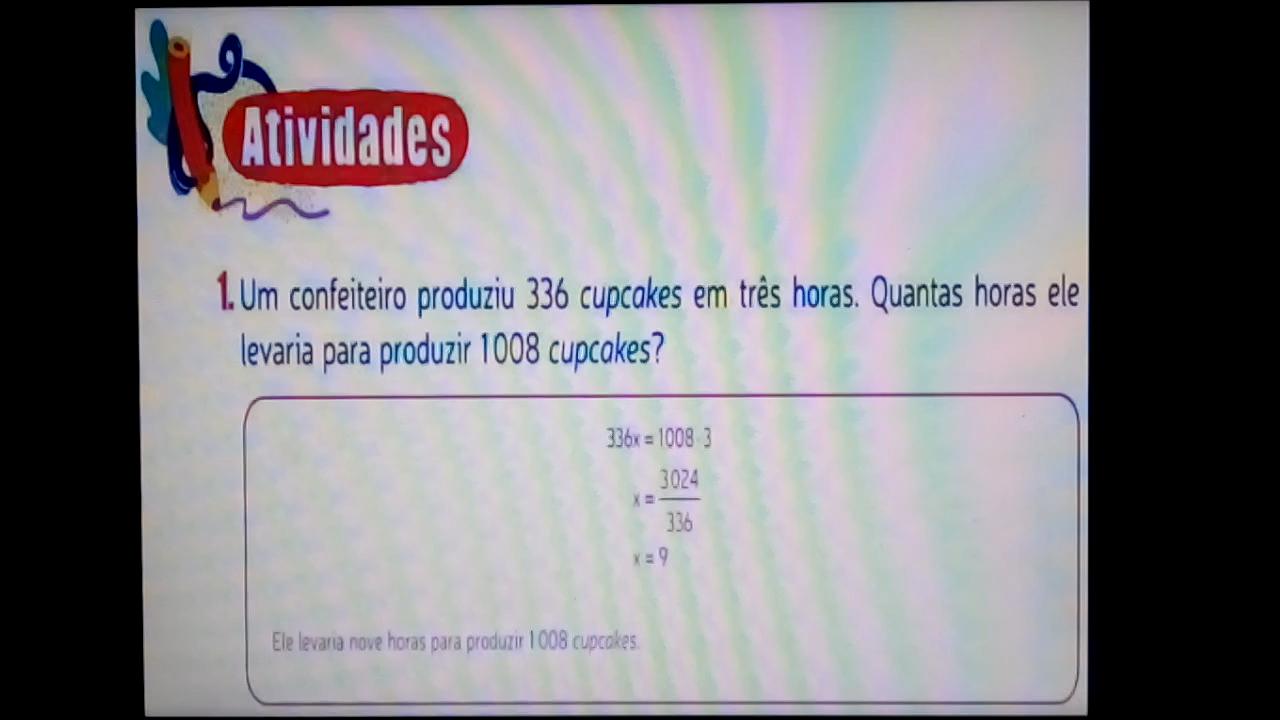 Atividades
1. Um confeiteiro produziu 336 cupcakes em três horas. Quantas horas ele
levaria para produzir 1008 cupcakes?
336x = 1008 · 3
x = 3024
336
x = 9
Ele levaria nove horas para produzir 1008 cupcakes.